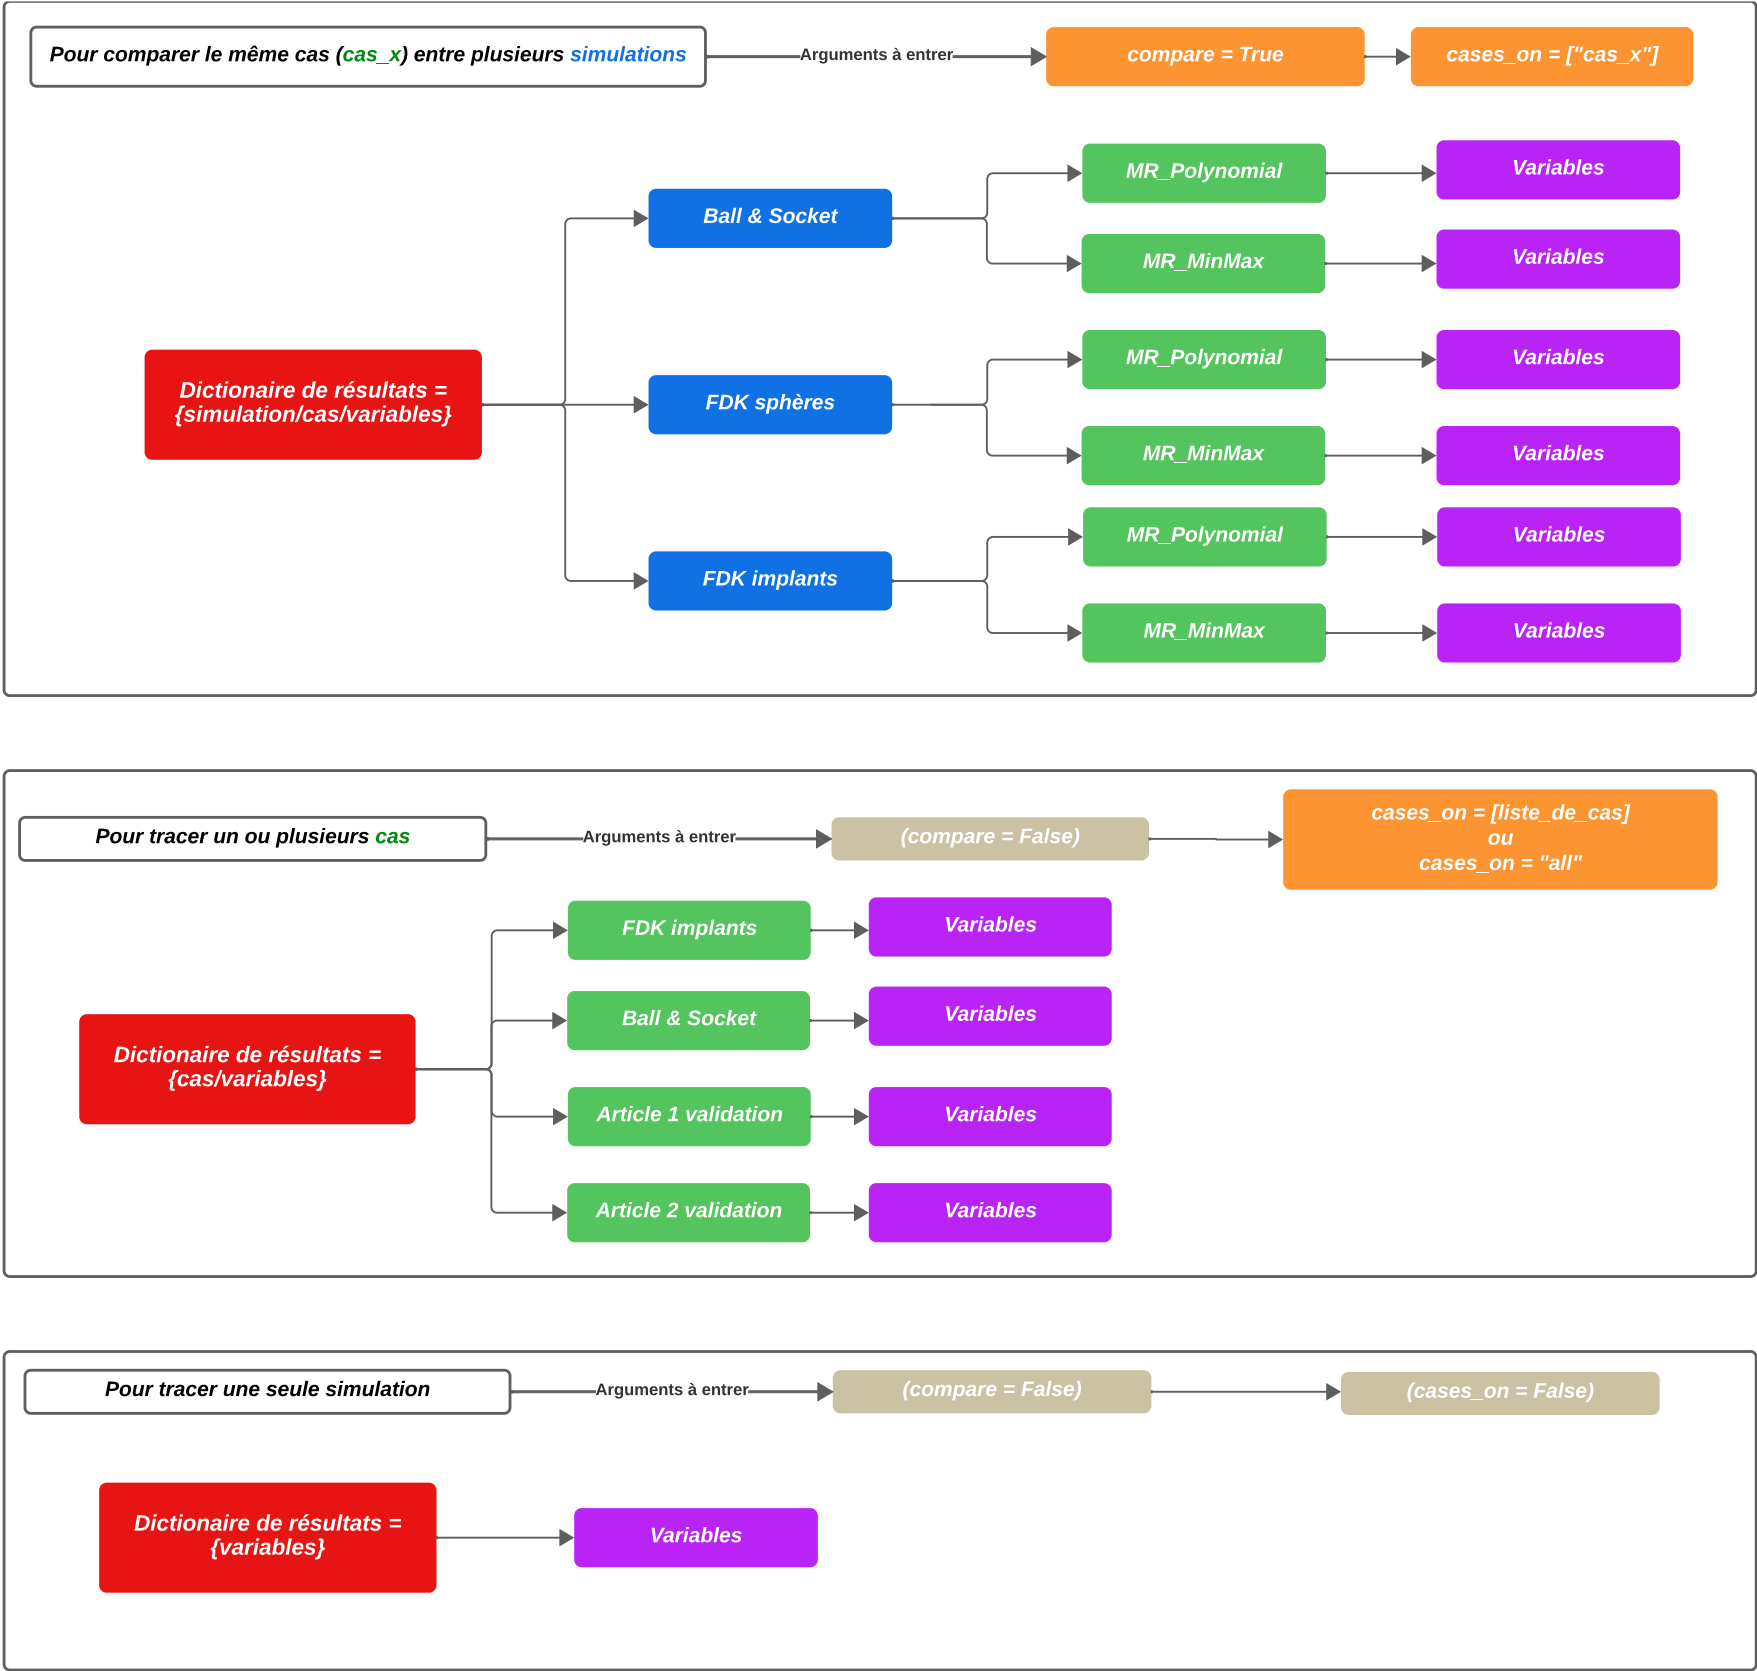 Pour comparer le même cas (cas_x) entre plusieurs simulations
Arguments à entrer
compare = True
cases_on = ["cas_x"]
MR_Polynomial
Variables
Ball & Socket
MR_MinMax
Variables
MR_Polynomial
Variables
Dictionaire de résultats =
{simulation/cas/variables}
FDK sphères
MR_MinMax
Variables
MR_Polynomial
Variables
FDK implants
MR_MinMax
Variables
Pour tracer un ou plusieurs cas
Arguments à entrer
(compare = False)
cases_on = [liste_de_cas]
ou
cases_on = "all"
FDK implants
Variables
Ball & Socket
Variables
Dictionaire de résultats =
{cas/variables}
Article 1 validation
Variables
Article 2 validation
Variables
Pour tracer une seule simulation
Arguments à entrer
(compare = False)
(cases_on = False)
Dictionaire de résultats =
{variables}
Variables